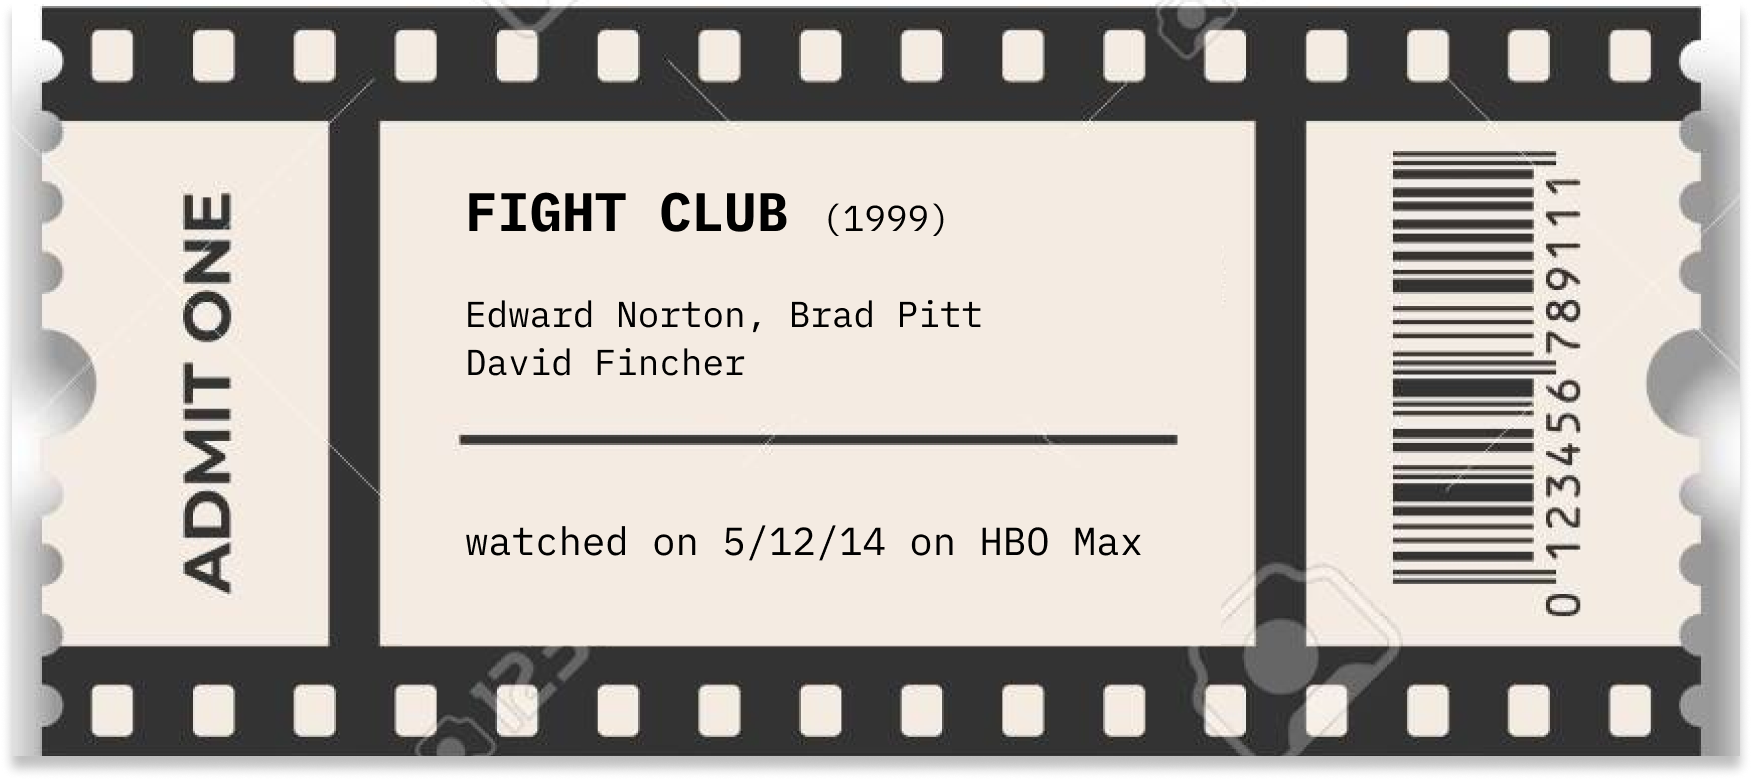 ADMIT ONE
FIGHT CLUB (1999)
Edward Norton, Brad Pitt
David Fincher
watched on 5/12/14 on HBO Max
0 123456 789111
123